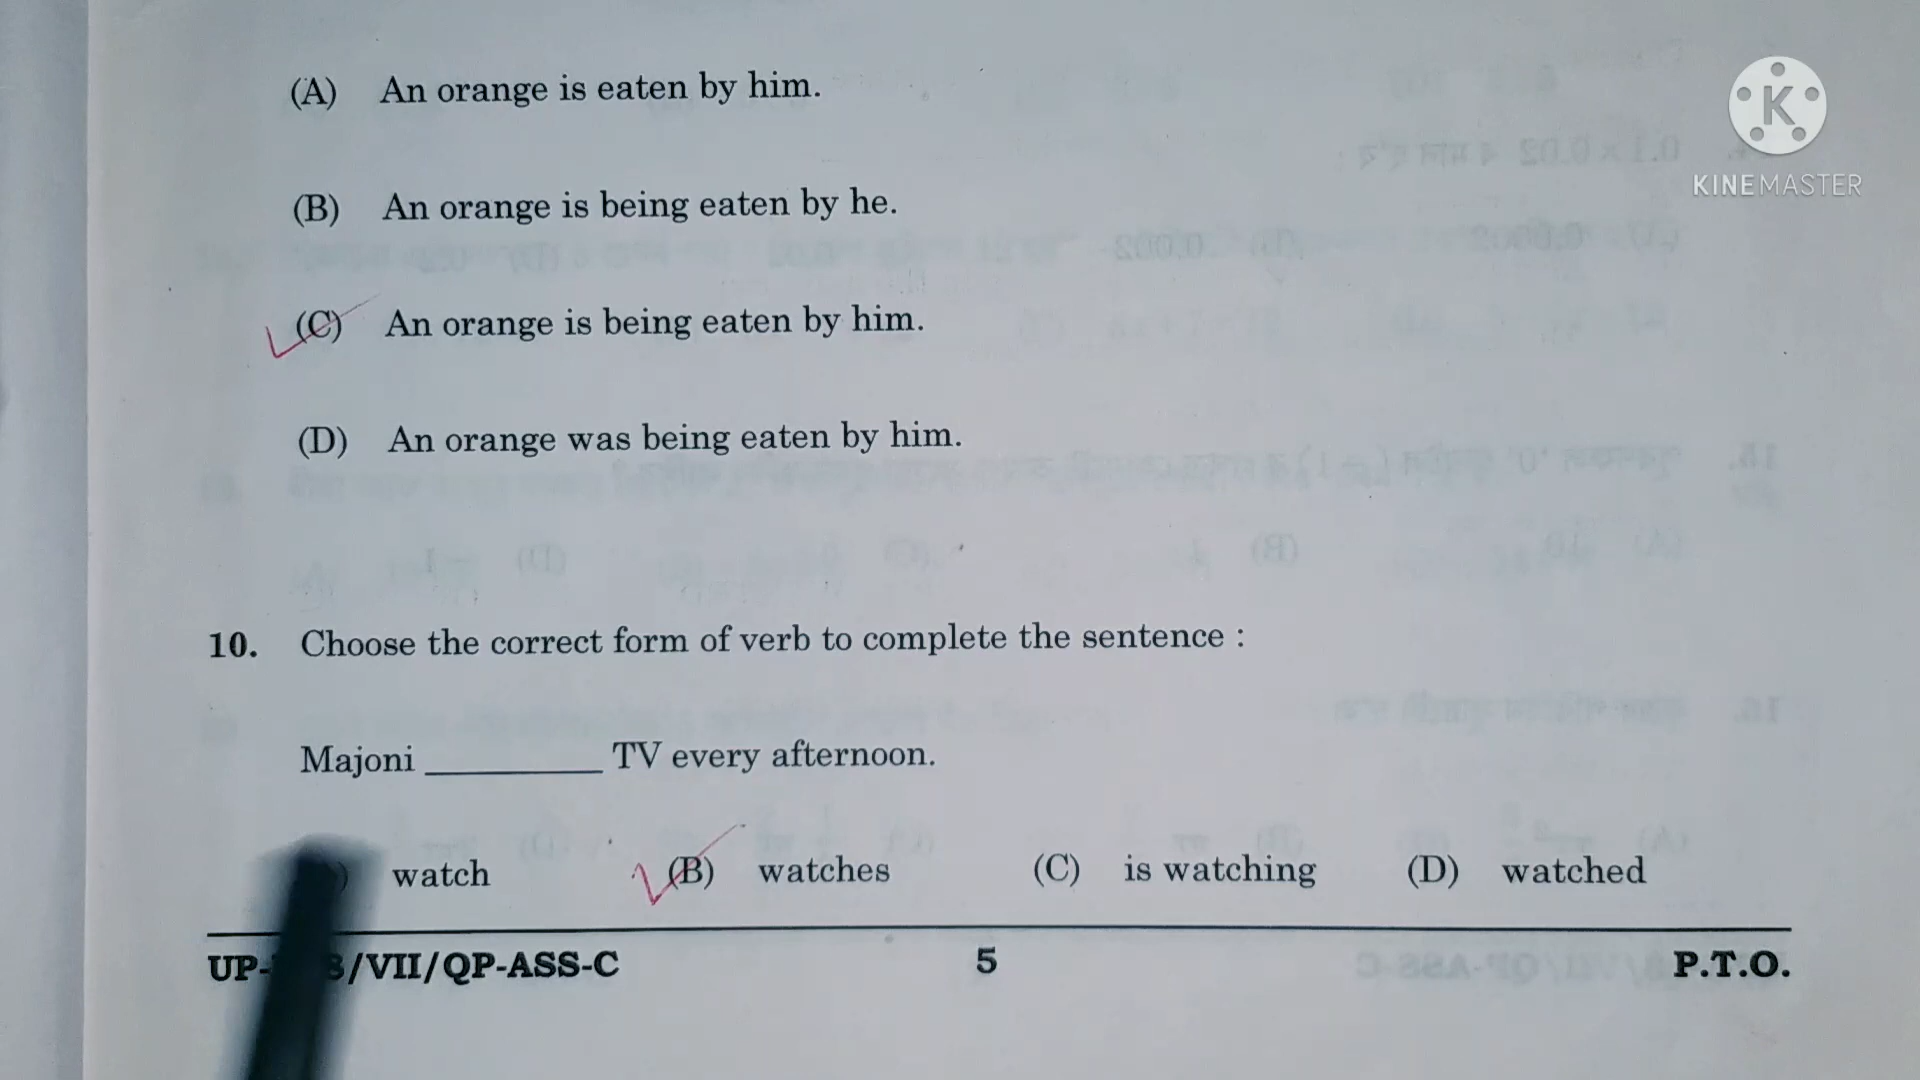 (A) An orange is eaten by him.
KINEMASTER
(B) An orange is being eaten by he.
(C) An orange is being eaten by him.
(D) An orange was being eaten by him.
10. Choose the correct form of verb to complete the sentence :
Majoni __________ TV every afternoon.
watch (B) watches (C) is watching (D) watched
UP- /VII/QP-ASS-C 5 P.T.O.